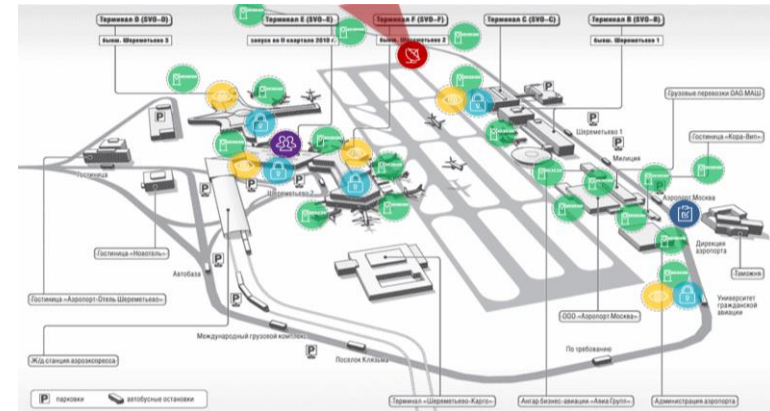 Терминал D (SVO-D)
Терминал E (SVO-E)
Терминал F (SVO-F)
Терминал C (SVO-C)
Терминал B (SVO-B)
бывш. Шереметьево 3
запуск во II квартале 2010 г.
бывш. Шереметьево 2
бывш. Шереметьево 1
Грузовые перевозки ОАО МАШ
P
P
P
Шереметьево 1
Гостиница «Кора-Вип»
P
Милиция
Гостиница
P
P
Шереметьево 2
P
P
Аэропорт Москва
Дирекция
аэропорта
Гостиница «Новотель»
P
Автобаза
Таможня
Гостиница «Аэропорт-Отель Шереметьево»
P
Университет
гражданской
авиации
ООО «Аэропорт Москва»
Международный грузовой комплекс
P
По требованию
Ж/д станция аэроэкспресса
Поселок Клязьма
P парковки
автобусные остановки
Терминал «Шереметьево-Карго»
Ангар бизнес-авиации «Авиа Групп»
Администрация аэропорта